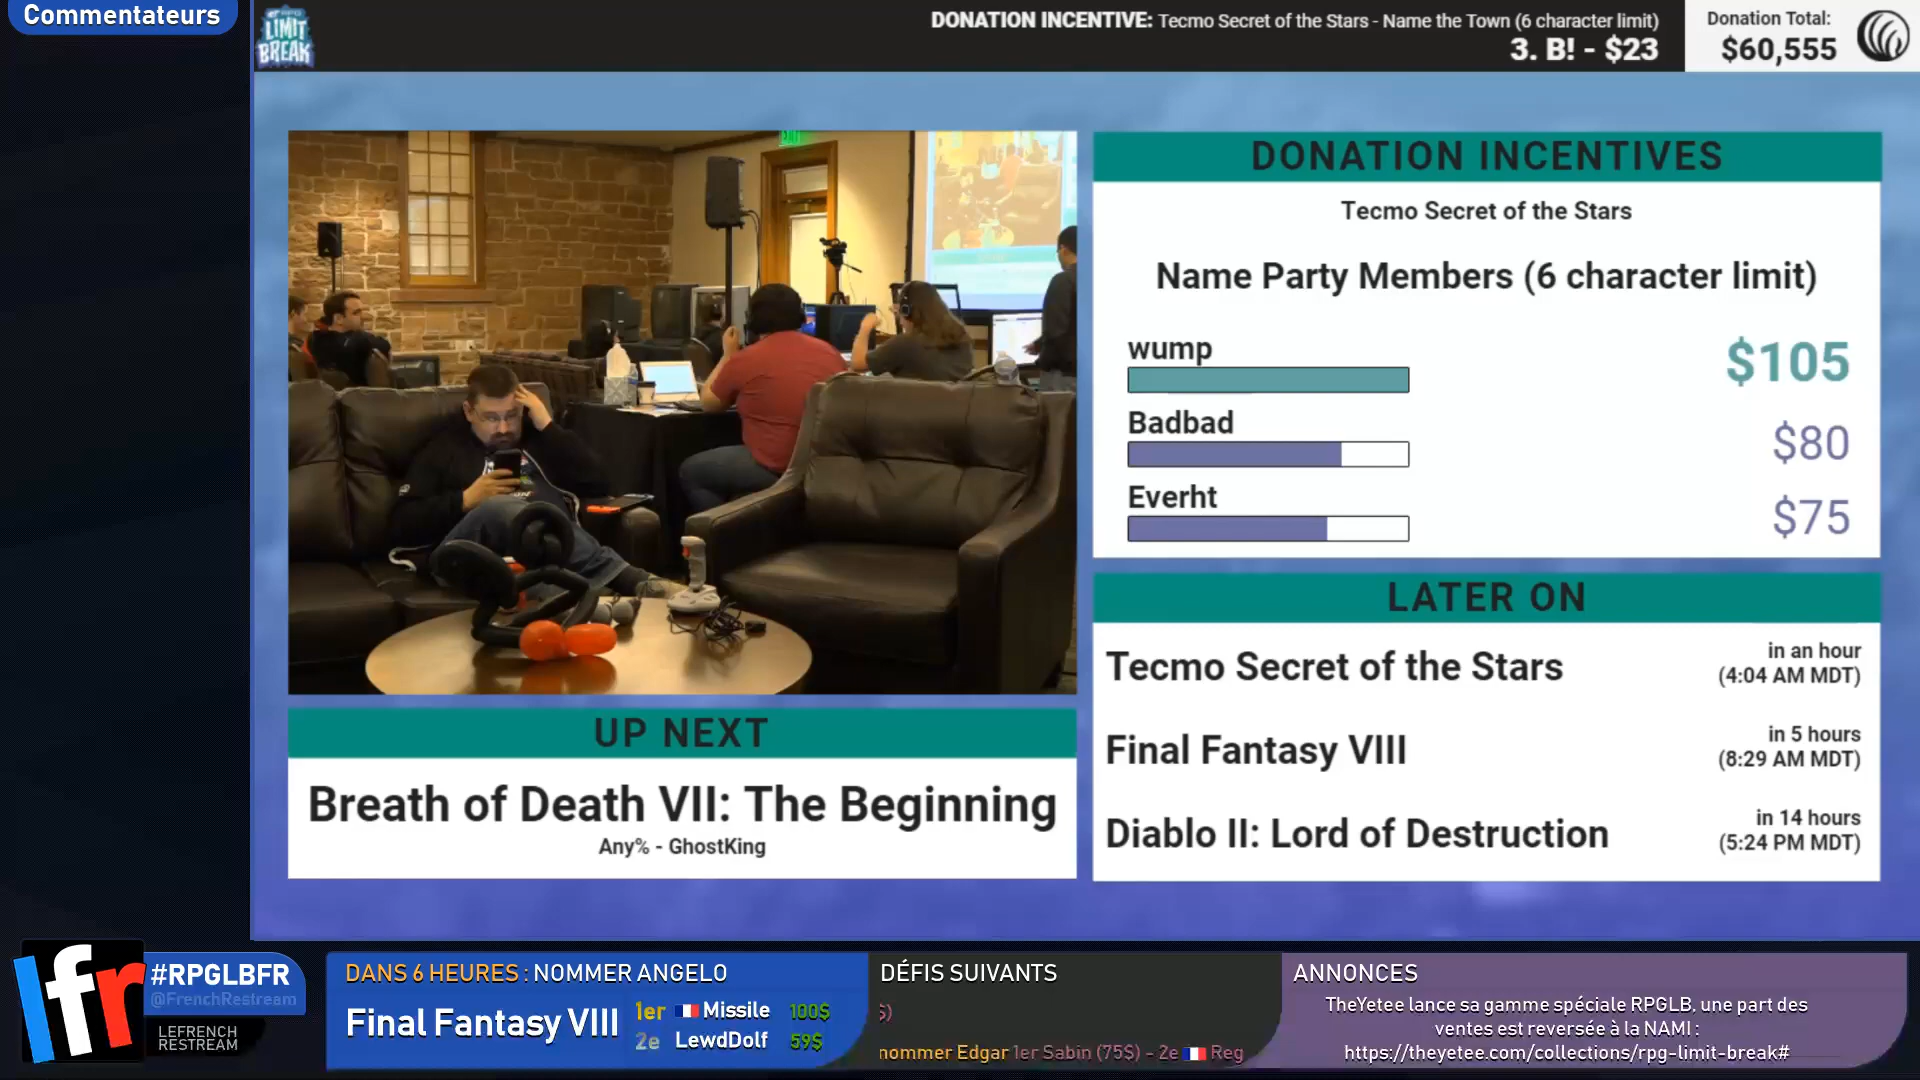 Commentateurs
LIMIT
BREAK
DONATION INCENTIVE: Tecmo Secret of the Stars - Name the Town (6 character limit)
3. B! - $23
Donation Total:
$60,555
EXIT
DONATION INCENTIVES
Tecmo Secret of the Stars
Name Party Members (6 character limit)
wump
$105
Badbad
$80
Everht
$75
UP NEXT
Breath of Death VII: The Beginning
Any% - GhostKing
LATER ON
Tecmo Secret of the Stars
in an hour
(4:04 AM MDT)
Final Fantasy VIII
in 5 hours
(8:29 AM MDT)
Diablo II: Lord of Destruction
in 14 hours
(5:24 PM MDT)
lfr
#RPGLBFR
@FrenchRestream
LEFRENCH
RESTREAM
DANS 6 HEURES : NOMMER ANGELO
Final Fantasy VIII
1er Missile 100$
2e LewdDolf 59$
DÉFIS SUIVANTS
$)
nommer Edgar 1er Sabin (75$) - 2e Reg
ANNONCES
TheYetee lance sa gamme spéciale RPGLB, une part des
ventes est reversée à la NAMI :
https://theyetee.com/collections/rpg-limit-break#